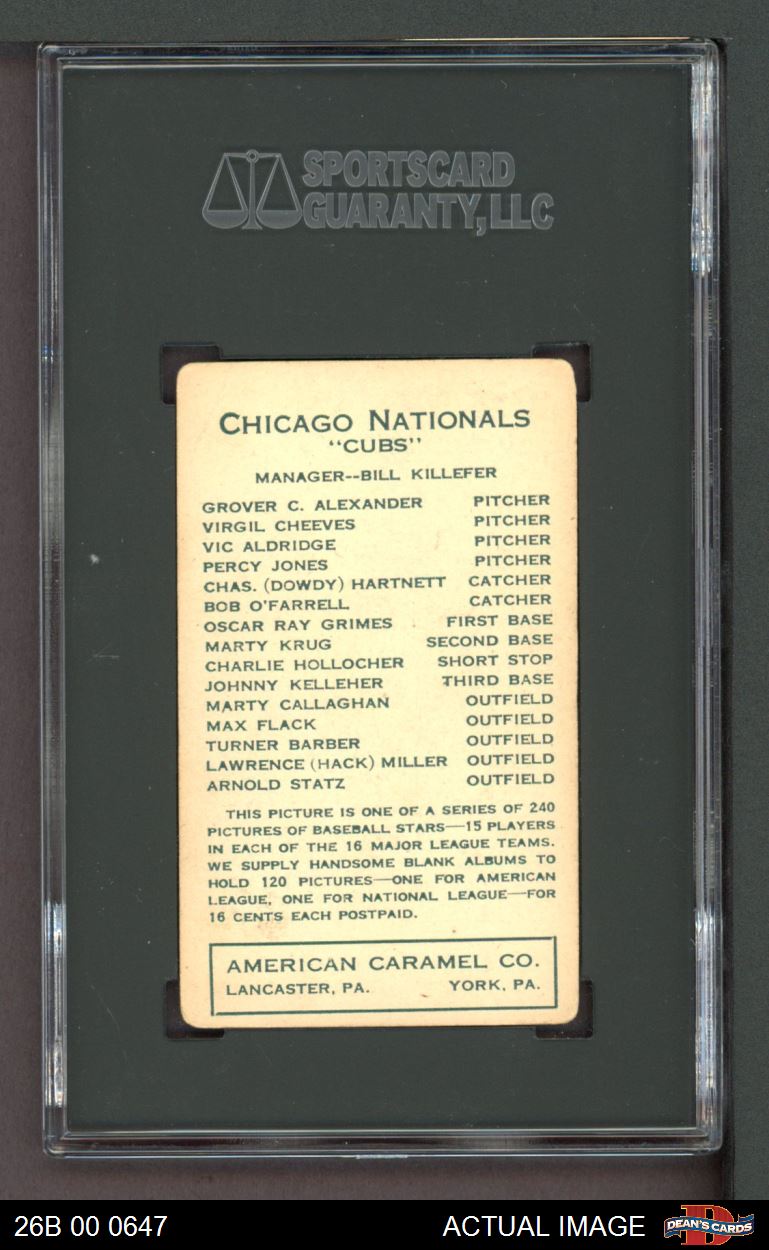 SPORTSCARD
GUARANTY, LLC
CHICAGO NATIONALS
"CUBS"
MANAGER--BILL KILLEFER
GROVER C. ALEXANDER PITCHER
VIRGIL CHEEVES PITCHER
VIC ALDRIDGE PITCHER
PERCY JONES PITCHER
CHAS. (DOWDY) HARTNETT CATCHER
BOB O'FARRELL CATCHER
OSCAR RAY GRIMES FIRST BASE
MARTY KRUG SECOND BASE
CHARLIE HOLLOCHER SHORT STOP
JOHNNY KELLEHER THIRD BASE
MARTY CALLAGHAN OUTFIELD
MAX FLACK OUTFIELD
TURNER BARBER OUTFIELD
LAWRENCE (HACK) MILLER OUTFIELD
ARNOLD STATZ OUTFIELD
THIS PICTURE IS ONE OF A SERIES OF 240
PICTURES OF BASEBALL STARS—15 PLAYERS
IN EACH OF THE 16 MAJOR LEAGUE TEAMS.
WE SUPPLY HANDSOME BLANK ALBUMS TO
HOLD 120 PICTURES—ONE FOR AMERICAN
LEAGUE, ONE FOR NATIONAL LEAGUE—FOR
16 CENTS EACH POSTPAID.
AMERICAN CARAMEL CO.
LANCASTER, PA. YORK, PA.
26B 00 0647 ACTUAL IMAGE DEAN'S CARDS